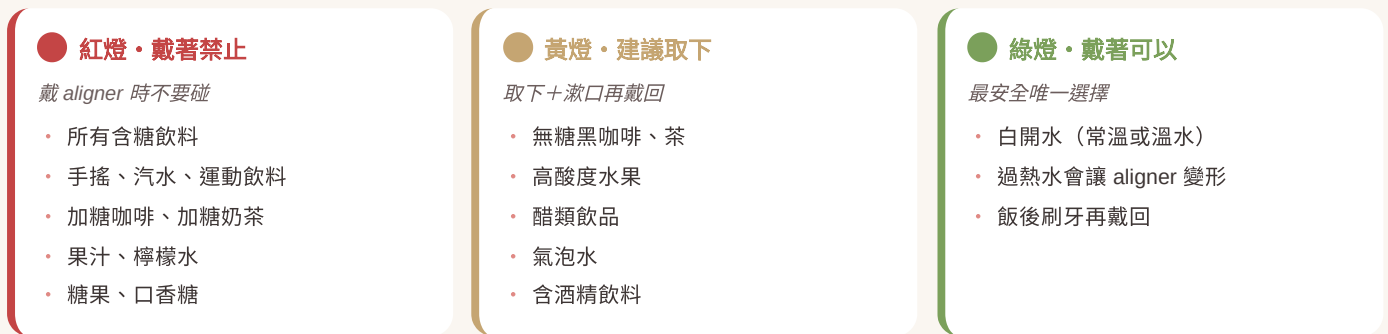 紅燈・戴著禁止
戴 aligner 時不要碰
・ 所有含糖飲料
・ 手搖、汽水、運動飲料
・ 加糖咖啡、加糖奶茶
・ 果汁、檸檬水
・ 糖果、口香糖
黃燈・建議取下
取下＋漱口再戴回
・ 無糖黑咖啡、茶
・ 高酸度水果
・ 醋類飲品
・ 氣泡水
・ 含酒精飲料
綠燈・戴著可以
最安全唯一選擇
・ 白開水（常溫或溫水）
・ 過熱水會讓 aligner 變形
・ 飯後刷牙再戴回